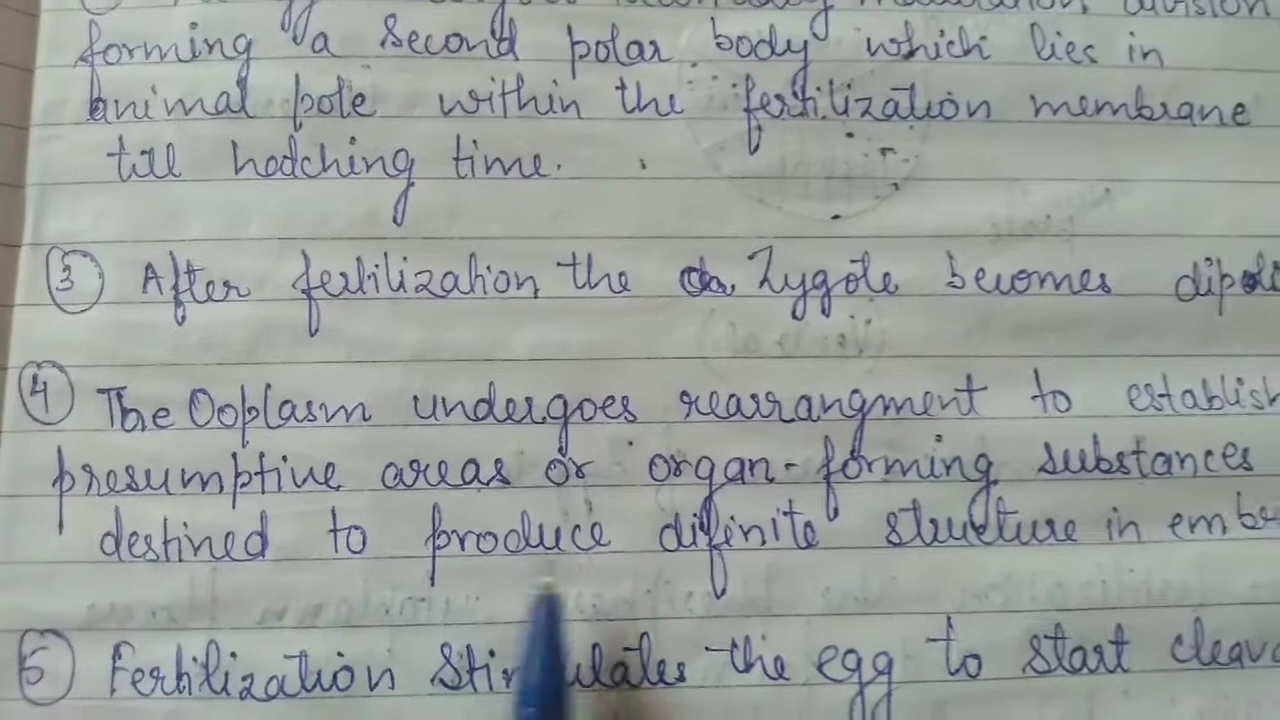 division
forming a second polar body which lies in
animal pole within the fertilization membrane
till hatching time.
③ After fertilization the Zygote becomes
④ The Ooplasm undergoes rearrangment to establish
presumptive areas or organ-forming substances
destined to produce difinite structure in
⑤ Fertilization the egg to start